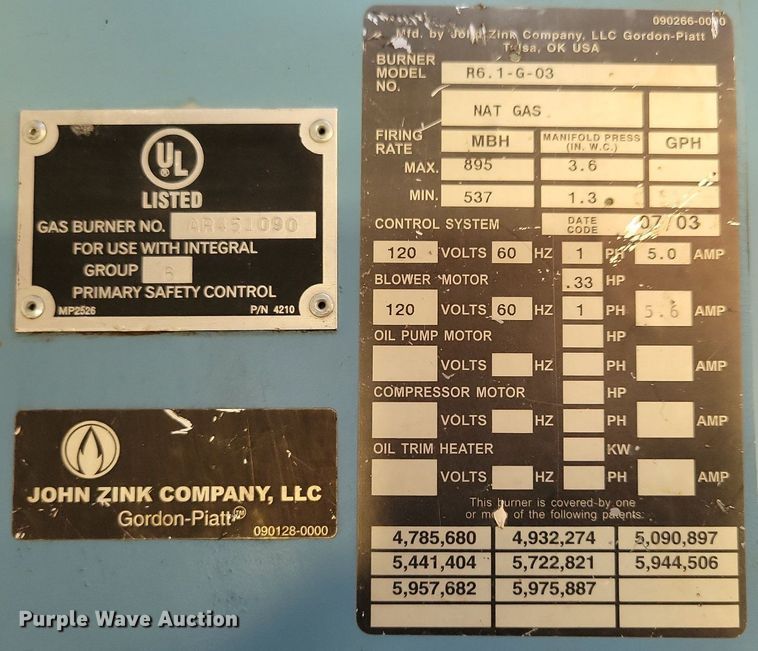 UL
®
LISTED
GAS BURNER NO. AR451090
FOR USE WITH INTEGRAL
GROUP 6
PRIMARY SAFETY CONTROL
MP2526 P/N 4210
JOHN ZINK COMPANY, LLC
Gordon-Piatt TM
090128-0000
090266-0000
Mfd. by John Zink Company, LLC Gordon-Piatt
Tulsa, OK USA
BURNER MODEL NO. R6.1-G-03
NAT GAS
FIRING RATE MBH MANIFOLD PRESS (IN. W.C.) GPH
MAX. 895 3.6
MIN. 537 1.3
CONTROL SYSTEM DATE CODE 07/03
120 VOLTS 60 HZ 1 PH 5.0 AMP
BLOWER MOTOR .33 HP
120 VOLTS 60 HZ 1 PH 5.6 AMP
OIL PUMP MOTOR HP
VOLTS HZ PH AMP
COMPRESSOR MOTOR HP
VOLTS HZ PH AMP
OIL TRIM HEATER KW
VOLTS HZ PH AMP
This burner is covered by one
or more of the following patents:
4,785,680 4,932,274 5,090,897
5,441,404 5,722,821 5,944,506
5,957,682 5,975,887
Purple Wave Auction